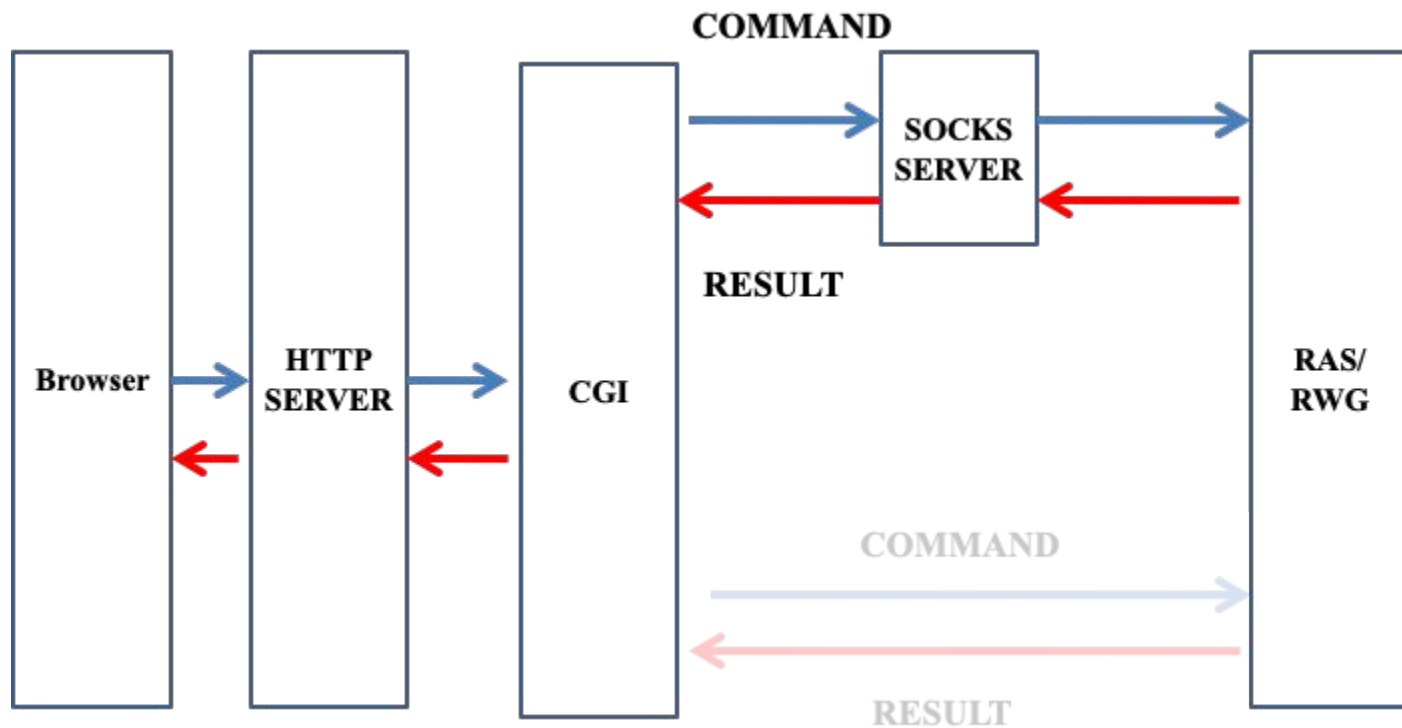 COMMAND
SOCKS
SERVER
RESULT
Browser
HTTP
SERVER
CGI
RAS/
RWG
COMMAND
RESULT